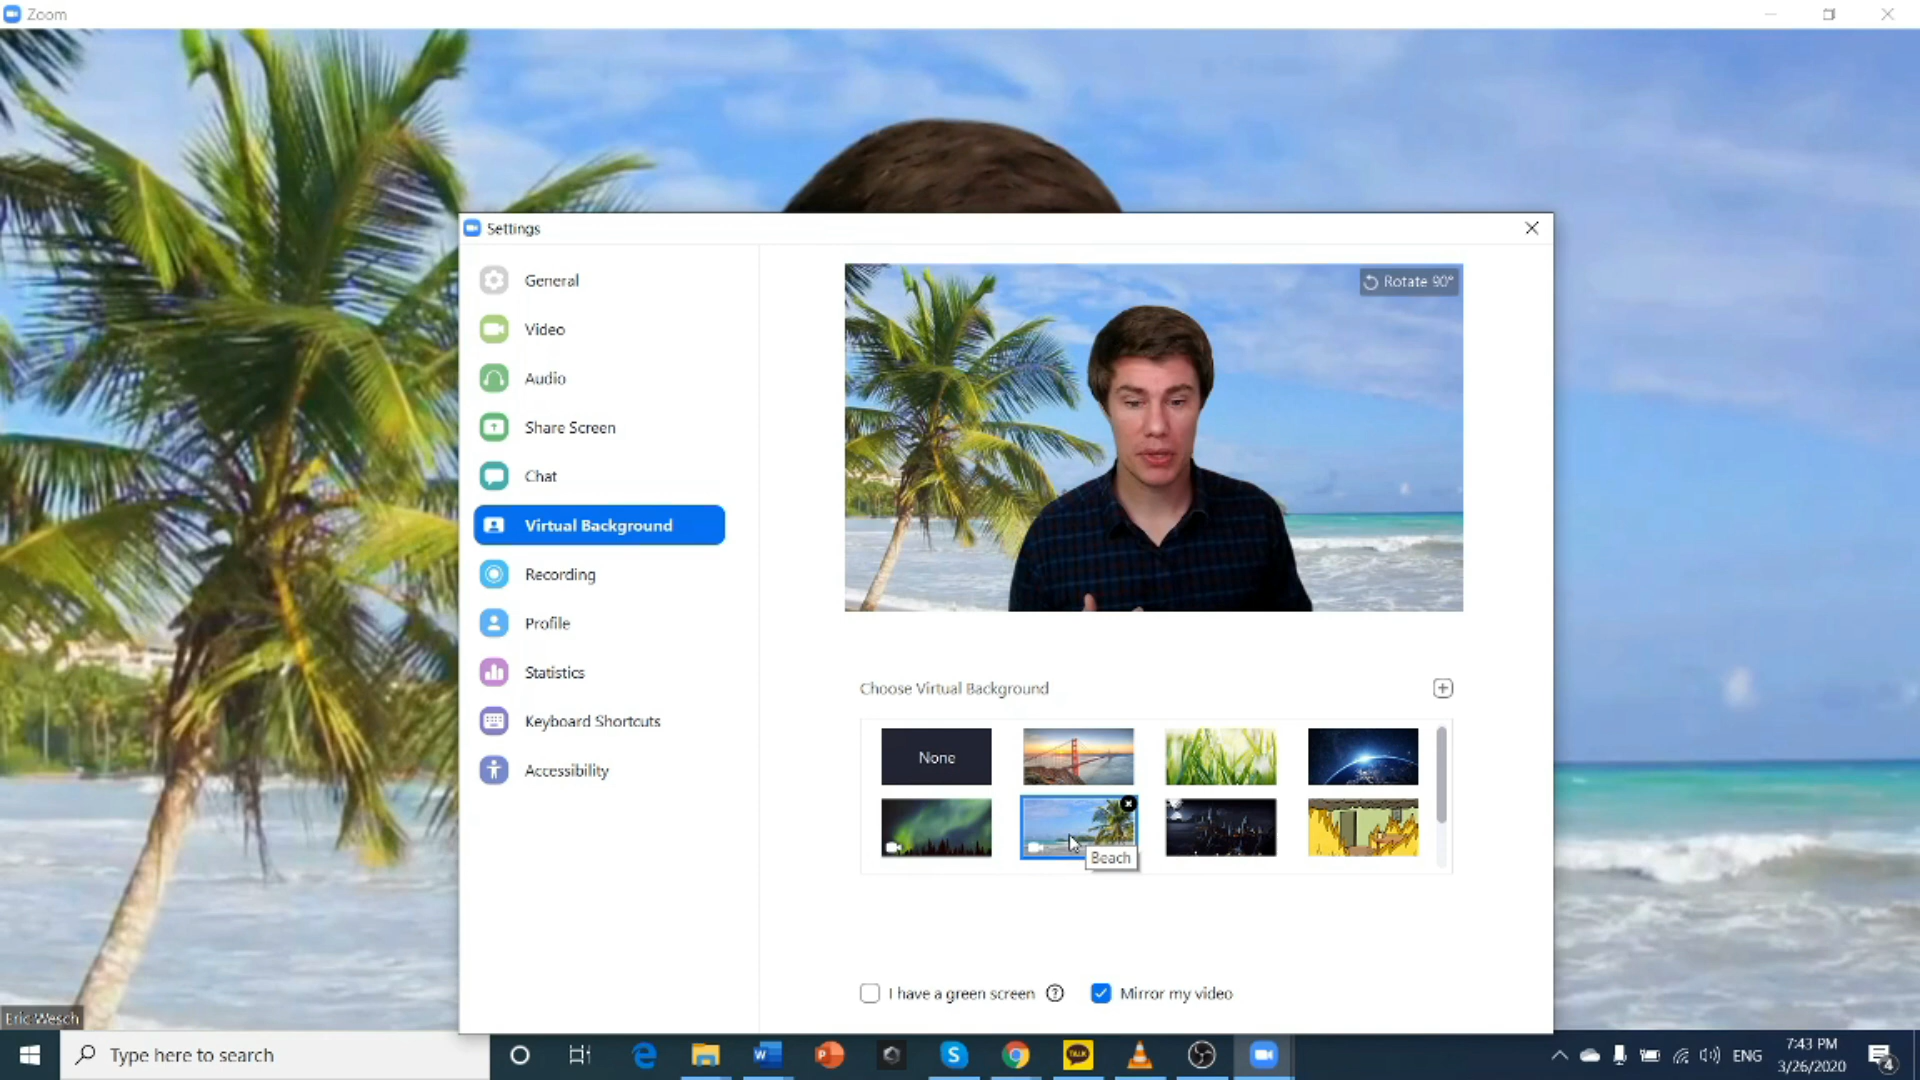 Zoom
Settings
General
Video
Audio
Share Screen
Chat
Virtual Background
Recording
Profile
Statistics
Keyboard Shortcuts
Accessibility
Rotate 90°
Choose Virtual Background
None
Beach
I have a green screen
Mirror my video
Eric Wesch
Type here to search
TALK
ENG
7:43 PM
3/26/2020
4